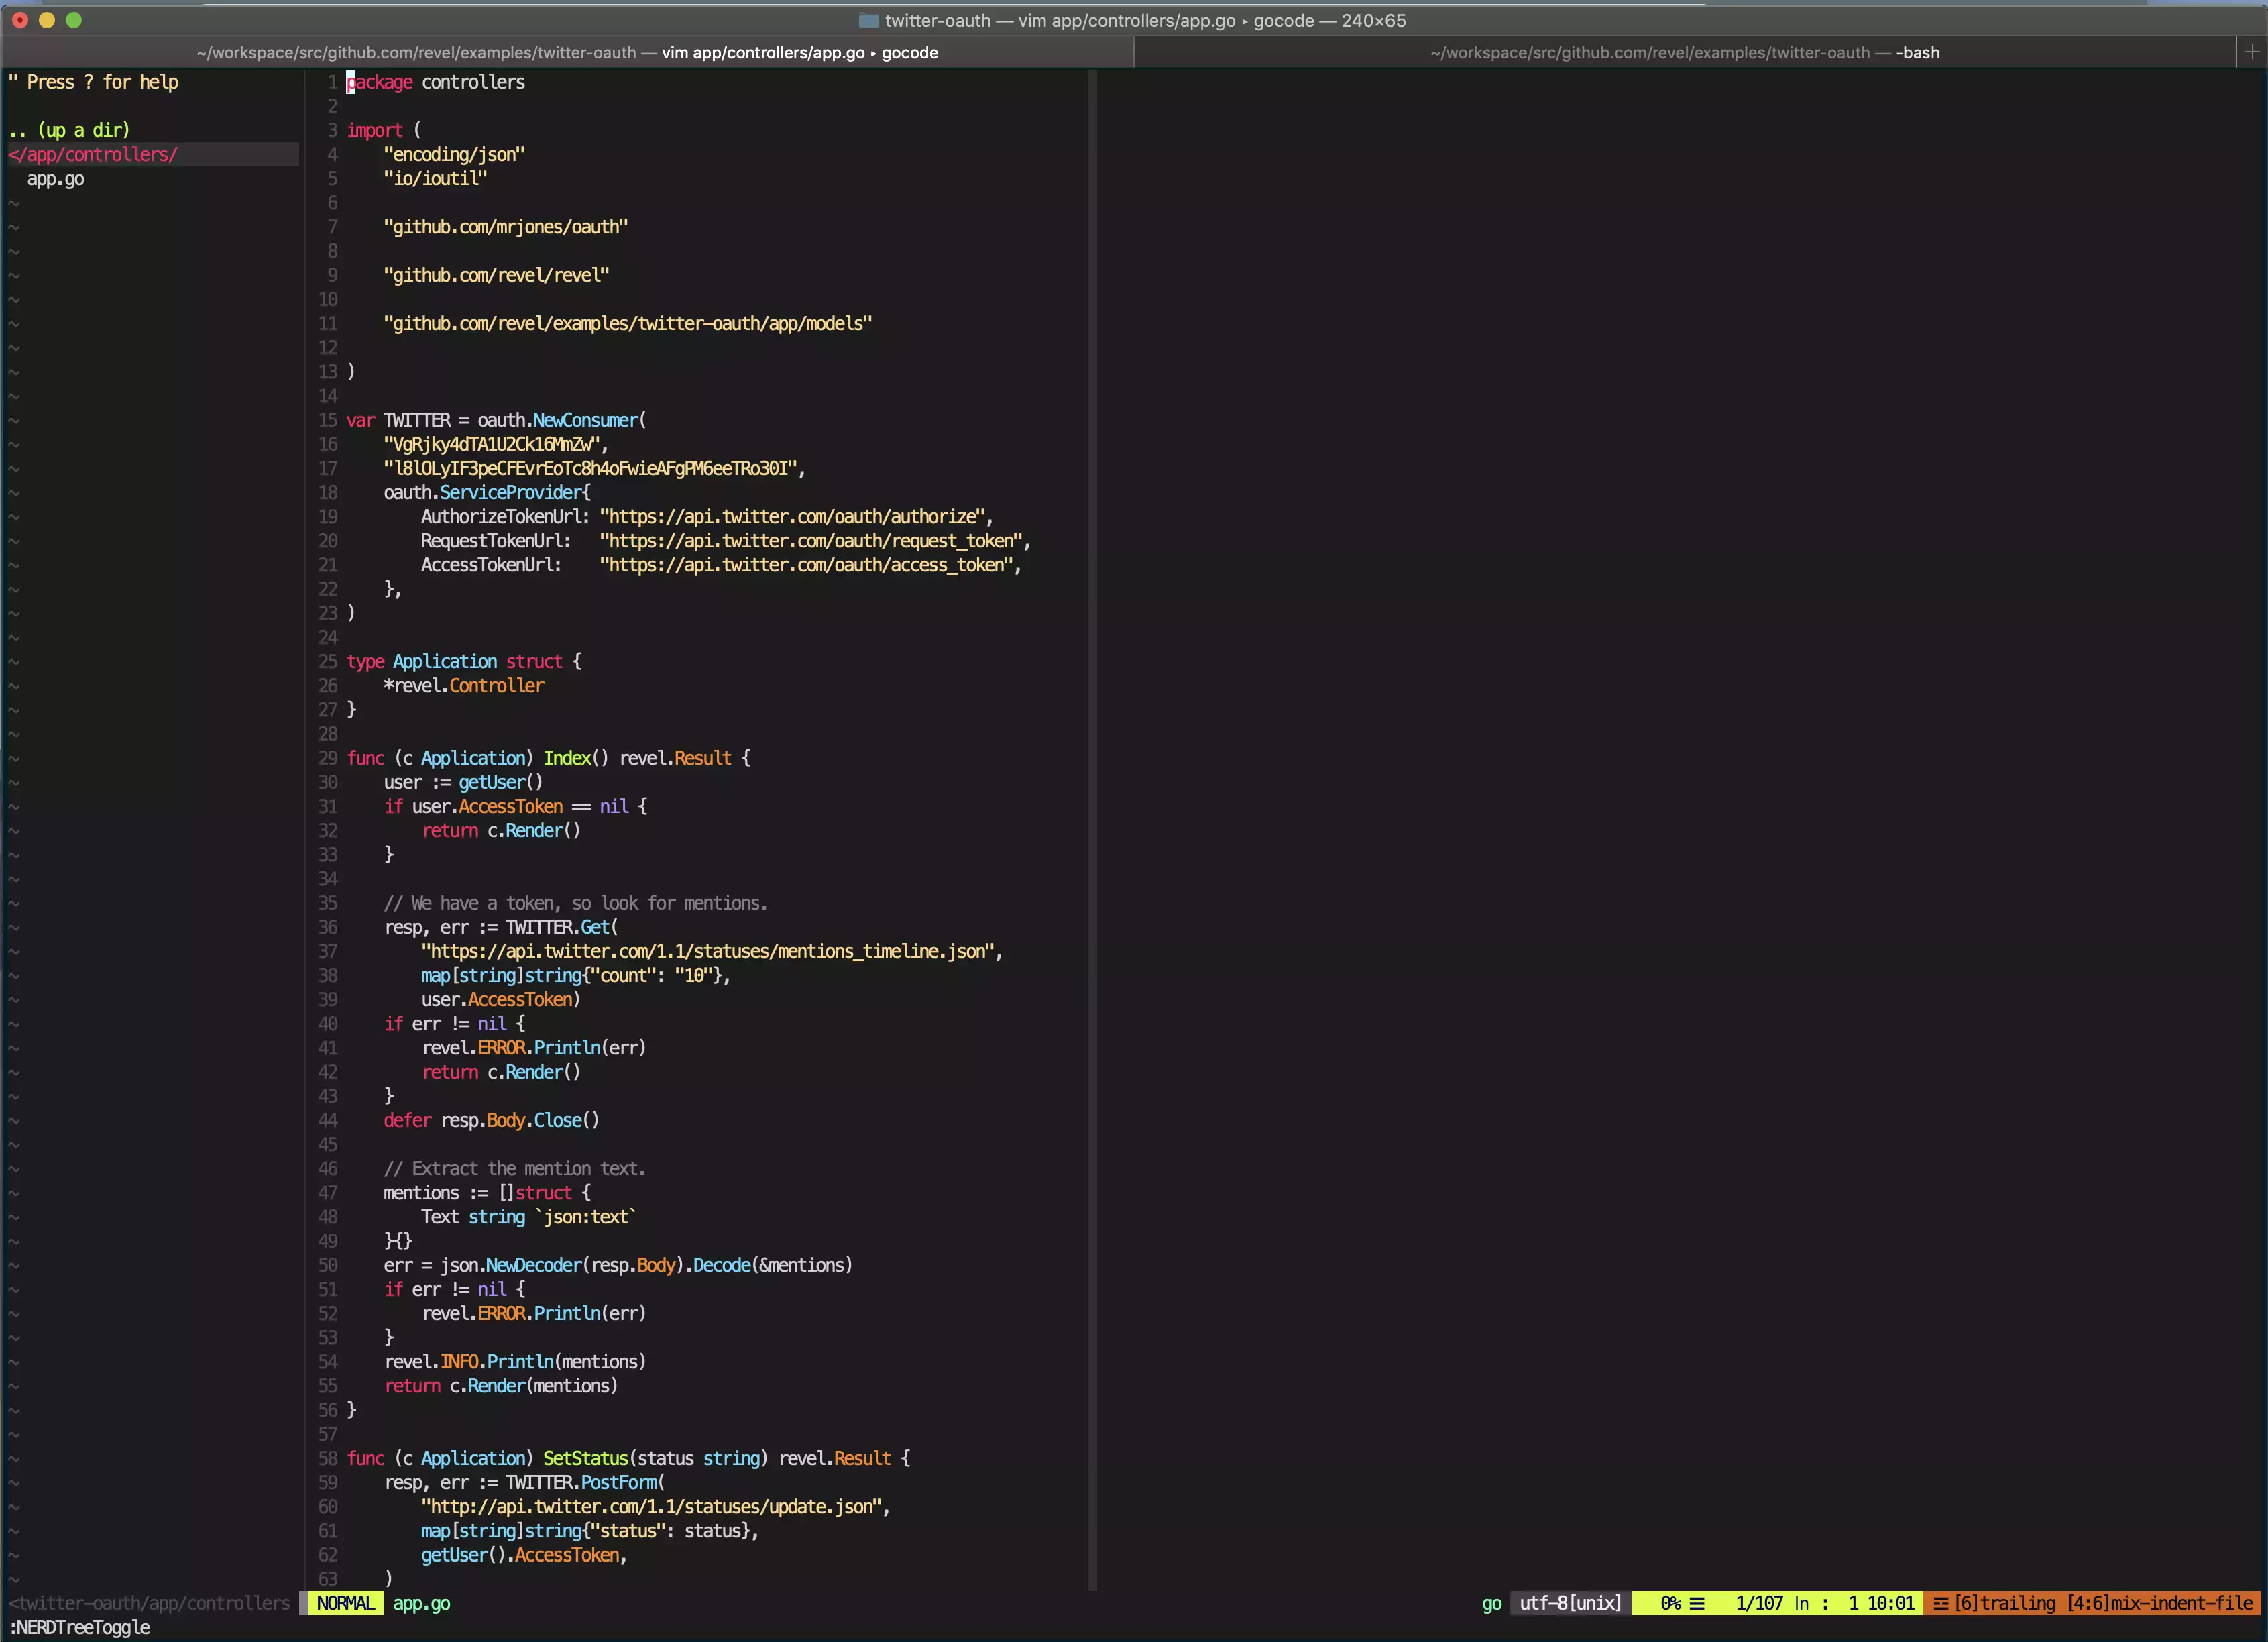 twitter-oauth — vim app/controllers/app.go ▸ gocode — 240×65
~/workspace/src/github.com/revel/examples/twitter-oauth — vim app/controllers/app.go ▸ gocode
~/workspace/src/github.com/revel/examples/twitter-oauth — -bash
" Press ? for help
.. (up a dir)
</app/controllers/
app.go
1 package controllers
2
3 import (
4     "encoding/json"
5     "io/ioutil"
6
7     "github.com/mrjones/oauth"
8
9     "github.com/revel/revel"
10
11     "github.com/revel/examples/twitter-oauth/app/models"
12
13 )
14
15 var TWITTER = oauth.NewConsumer(
16     "VgRjky4dTA1U2Ck16MmZw",
17     "l8lOLyIF3peCFEvrEoTc8h4oFwieAFgPM6eeTRo30I",
18     oauth.ServiceProvider{
19         AuthorizeTokenUrl: "https://api.twitter.com/oauth/authorize",
20         RequestTokenUrl:   "https://api.twitter.com/oauth/request_token",
21         AccessTokenUrl:    "https://api.twitter.com/oauth/access_token",
22     },
23 )
24
25 type Application struct {
26     *revel.Controller
27 }
28
29 func (c Application) Index() revel.Result {
30     user := getUser()
31     if user.AccessToken == nil {
32         return c.Render()
33     }
34
35     // We have a token, so look for mentions.
36     resp, err := TWITTER.Get(
37         "https://api.twitter.com/1.1/statuses/mentions_timeline.json",
38         map[string]string{"count": "10"},
39         user.AccessToken)
40     if err != nil {
41         revel.ERROR.Println(err)
42         return c.Render()
43     }
44     defer resp.Body.Close()
45
46     // Extract the mention text.
47     mentions := []struct {
48         Text string `json:text`
49     }{}
50     err = json.NewDecoder(resp.Body).Decode(&mentions)
51     if err != nil {
52         revel.ERROR.Println(err)
53     }
54     revel.INFO.Println(mentions)
55     return c.Render(mentions)
56 }
57
58 func (c Application) SetStatus(status string) revel.Result {
59     resp, err := TWITTER.PostForm(
60         "http://api.twitter.com/1.1/statuses/update.json",
61         map[string]string{"status": status},
62         getUser().AccessToken,
63     )
<twitter-oauth/app/controllers NORMAL app.go go utf-8[unix] 0% ☰ 1/107 ln : 1 10:01 ☲ [6]trailing [4:6]mix-indent-file
:NERDTreeToggle